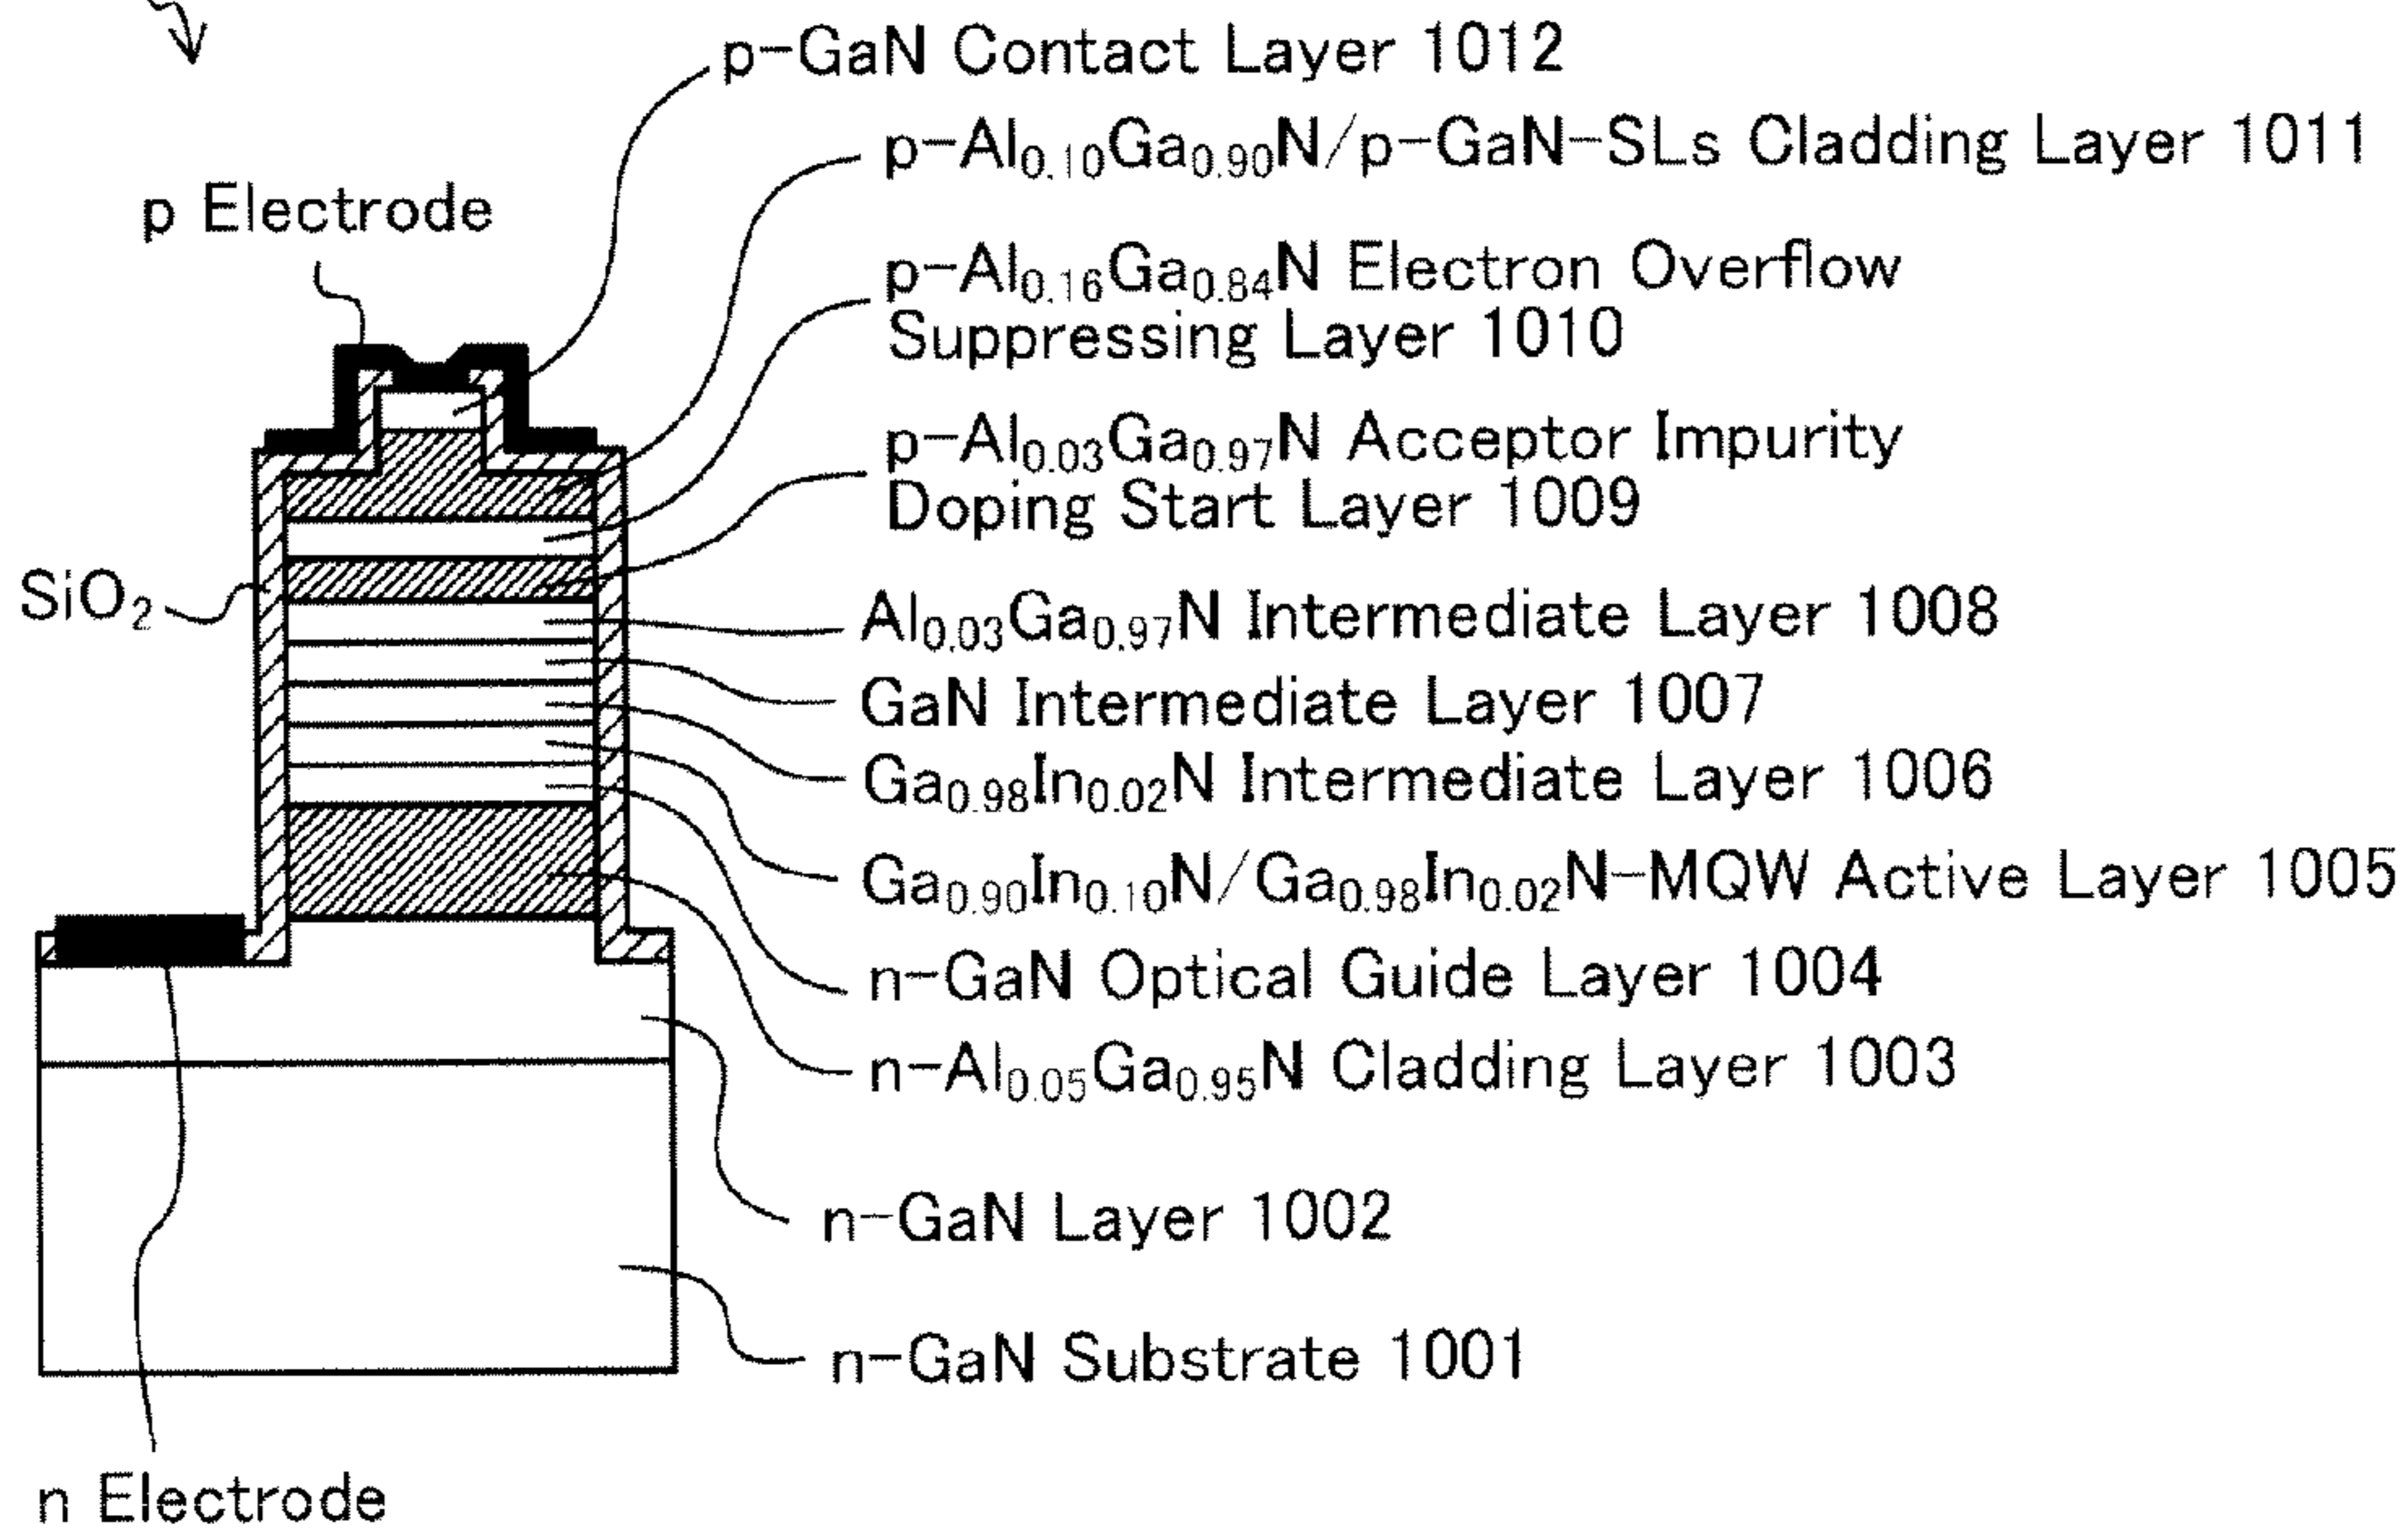 p-GaN Contact Layer 1012
p-Al0.10Ga0.90N/p-GaN-SLs Cladding Layer 1011
p Electrode
p-Al0.16Ga0.84N Electron Overflow
Suppressing Layer 1010
p-Al0.03Ga0.97N Acceptor Impurity
Doping Start Layer 1009
SiO2
Al0.03Ga0.97N Intermediate Layer 1008
GaN Intermediate Layer 1007
Ga0.98In0.02N Intermediate Layer 1006
Ga0.90In0.10N/Ga0.98In0.02N-MQW Active Layer 1005
n-GaN Optical Guide Layer 1004
n-Al0.05Ga0.95N Cladding Layer 1003
n-GaN Layer 1002
n-GaN Substrate 1001
n Electrode